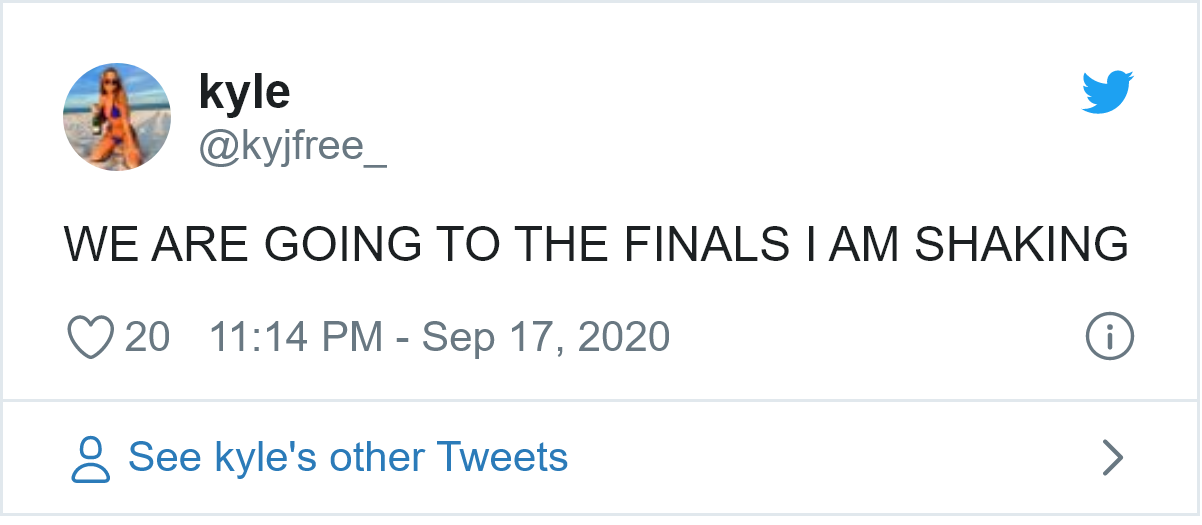 kyle
@kyjfree_
WE ARE GOING TO THE FINALS I AM SHAKING
20 11:14 PM - Sep 17, 2020
See kyle's other Tweets